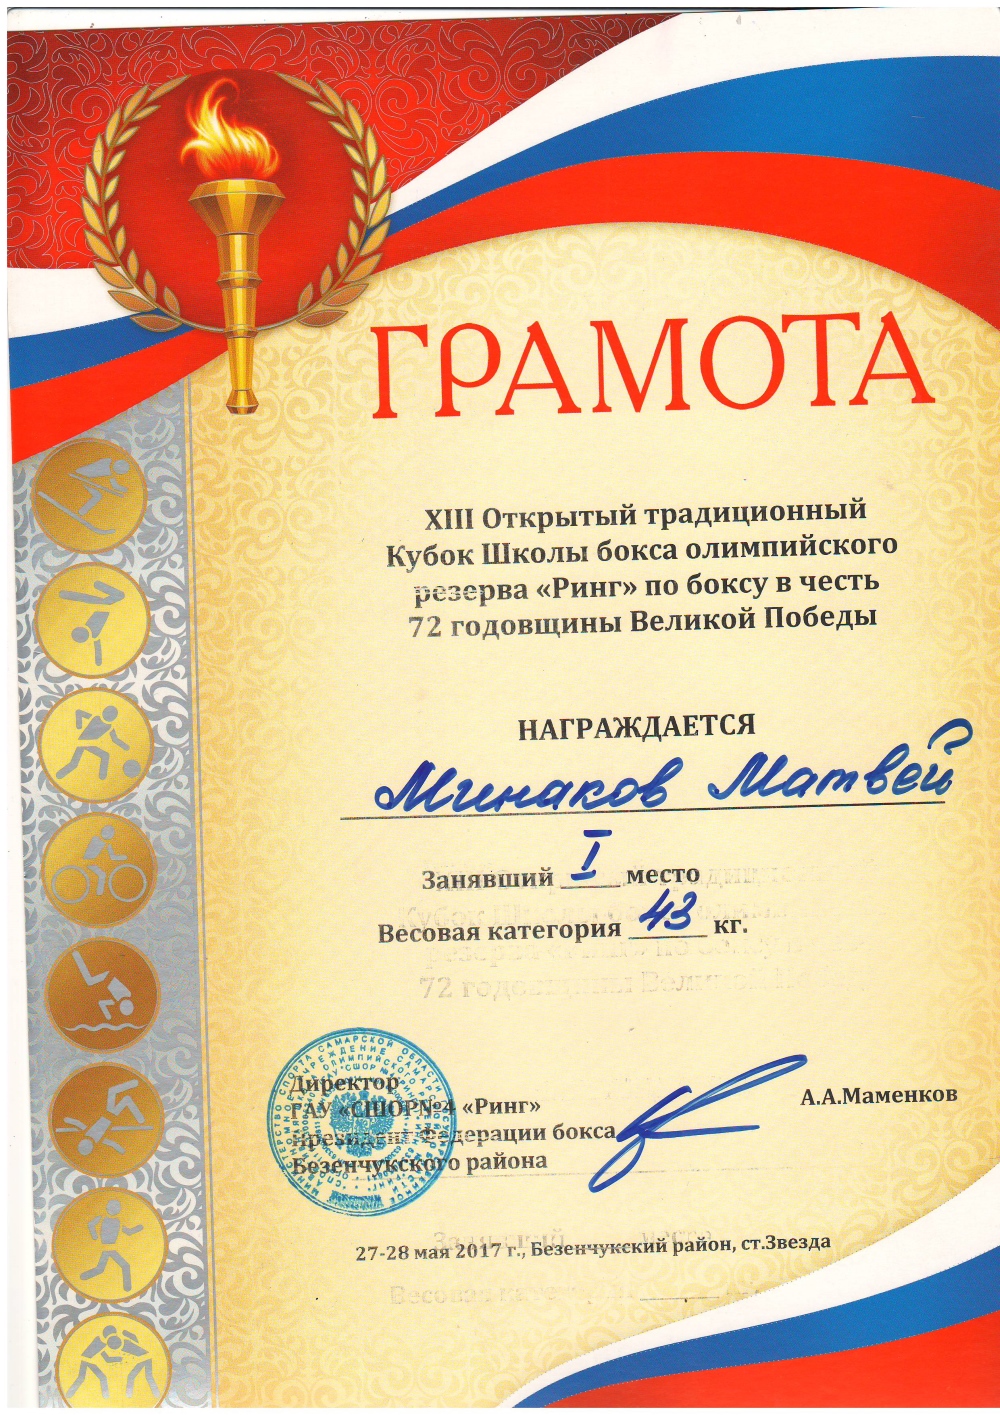 ГРАМОТА
XIII Открытый традиционный
Кубок Школы бокса олимпийского
резерва «Ринг» по боксу в честь
72 годовщины Великой Победы
НАГРАЖДАЕТСЯ
Минаков Матвей
Занявший I место
Весовая категория 43 кг.
Директор
ГАУ «СШОР№4 «Ринг»
Президент Федерации бокса
Безенчукского района
А.А.Маменков
27-28 мая 2017 г., Безенчукский район, ст.Звезда